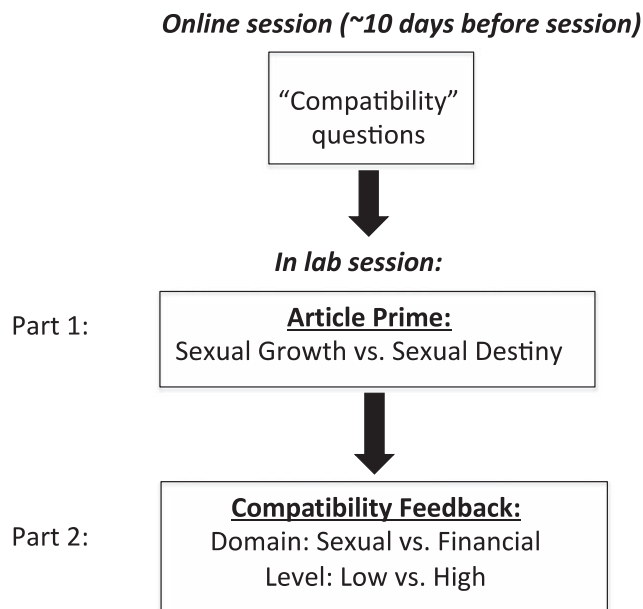 Online session (~10 days before session)
“Compatibility”
questions
In lab session:
Part 1:
Article Prime:
Sexual Growth vs. Sexual Destiny
Part 2:
Compatibility Feedback:
Domain: Sexual vs. Financial
Level: Low vs. High